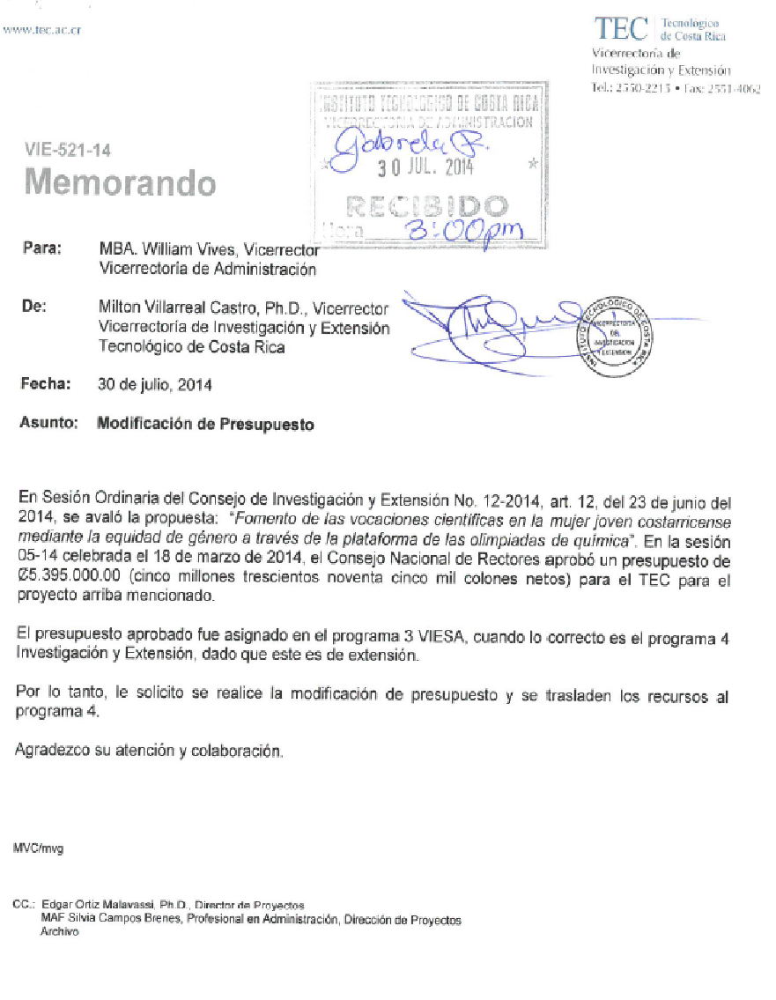 www.tec.ac.cr
TEC Tecnológico de Costa Rica
Vicerrectoría de
Investigación y Extensión
Tel.: 2550-2215 • Fax: 2551-4062
INSTITUTO TECNOLOGICO DE COSTA RICA
VICERRECTORIA DE ADMINISTRACION
Gabriela R.
30 JUL. 2014
RECIBIDO
Hora 3:00pm
VIE-521-14
Memorando
Para: MBA. William Vives, Vicerrector
Vicerrectoría de Administración
De: Milton Villarreal Castro, Ph.D., Vicerrector
Vicerrectoría de Investigación y Extensión
Tecnológico de Costa Rica
INSTITUTO TECNOLOGICO DE COSTA RICA
VICERRECTORIA
DE
INVESTIGACION
Y EXTENSION
Fecha: 30 de julio, 2014
Asunto: Modificación de Presupuesto
En Sesión Ordinaria del Consejo de Investigación y Extensión No. 12-2014, art. 12, del 23 de junio del
2014, se avaló la propuesta: "Fomento de las vocaciones científicas en la mujer joven costarricense
mediante la equidad de género a través de la plataforma de las olimpiadas de química". En la sesión
05-14 celebrada el 18 de marzo de 2014, el Consejo Nacional de Rectores aprobó un presupuesto de
₡5.395.000.00 (cinco millones trescientos noventa cinco mil colones netos) para el TEC para el
proyecto arriba mencionado.
El presupuesto aprobado fue asignado en el programa 3 VIESA, cuando lo correcto es el programa 4
Investigación y Extensión, dado que este es de extensión.
Por lo tanto, le solicito se realice la modificación de presupuesto y se trasladen los recursos al
programa 4.
Agradezco su atención y colaboración.
MVC/mvg
CC.: Edgar Ortiz Malavassi, Ph.D., Director de Proyectos
MAF Silvia Campos Brenes, Profesional en Administración, Dirección de Proyectos
Archivo